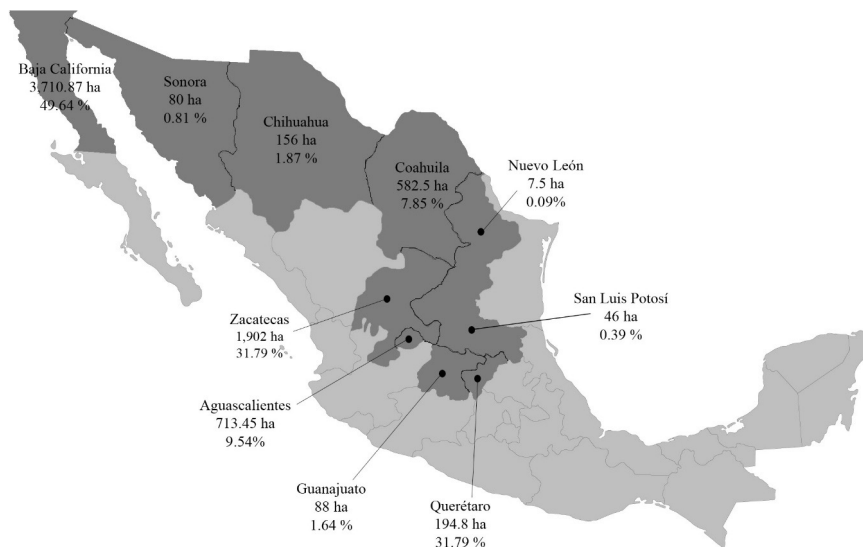 Baja California
3.710.87 ha
49.64 %
Sonora
80 ha
0.81 %
Chihuahua
156 ha
1.87 %
Coahuila
582.5 ha
7.85 %
Nuevo León
7.5 ha
0.09%
San Luis Potosí
46 ha
0.39 %
Zacatecas
1,902 ha
31.79 %
Aguascalientes
713.45 ha
9.54%
Guanajuato
88 ha
1.64 %
Querétaro
194.8 ha
31.79 %